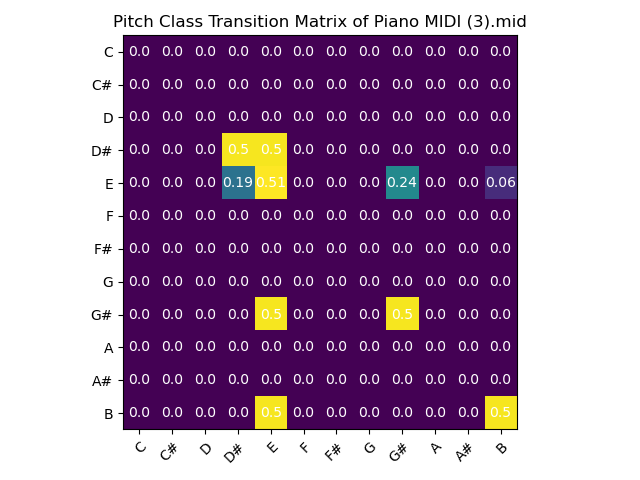 Pitch Class Transition Matrix of Piano MIDI (3).mid
C 0.0 0.0 0.0 0.0 0.0 0.0 0.0 0.0 0.0 0.0 0.0 0.0
C# 0.0 0.0 0.0 0.0 0.0 0.0 0.0 0.0 0.0 0.0 0.0 0.0
D 0.0 0.0 0.0 0.0 0.0 0.0 0.0 0.0 0.0 0.0 0.0 0.0
D# 0.0 0.0 0.0 0.5 0.5 0.0 0.0 0.0 0.0 0.0 0.0 0.0
E 0.0 0.0 0.0 0.19 0.51 0.0 0.0 0.0 0.24 0.0 0.0 0.06
F 0.0 0.0 0.0 0.0 0.0 0.0 0.0 0.0 0.0 0.0 0.0 0.0
F# 0.0 0.0 0.0 0.0 0.0 0.0 0.0 0.0 0.0 0.0 0.0 0.0
G 0.0 0.0 0.0 0.0 0.0 0.0 0.0 0.0 0.0 0.0 0.0 0.0
G# 0.0 0.0 0.0 0.0 0.5 0.0 0.0 0.0 0.5 0.0 0.0 0.0
A 0.0 0.0 0.0 0.0 0.0 0.0 0.0 0.0 0.0 0.0 0.0 0.0
A# 0.0 0.0 0.0 0.0 0.0 0.0 0.0 0.0 0.0 0.0 0.0 0.0
B 0.0 0.0 0.0 0.0 0.5 0.0 0.0 0.0 0.0 0.0 0.0 0.5
C C# D D# E F F# G G# A A# B